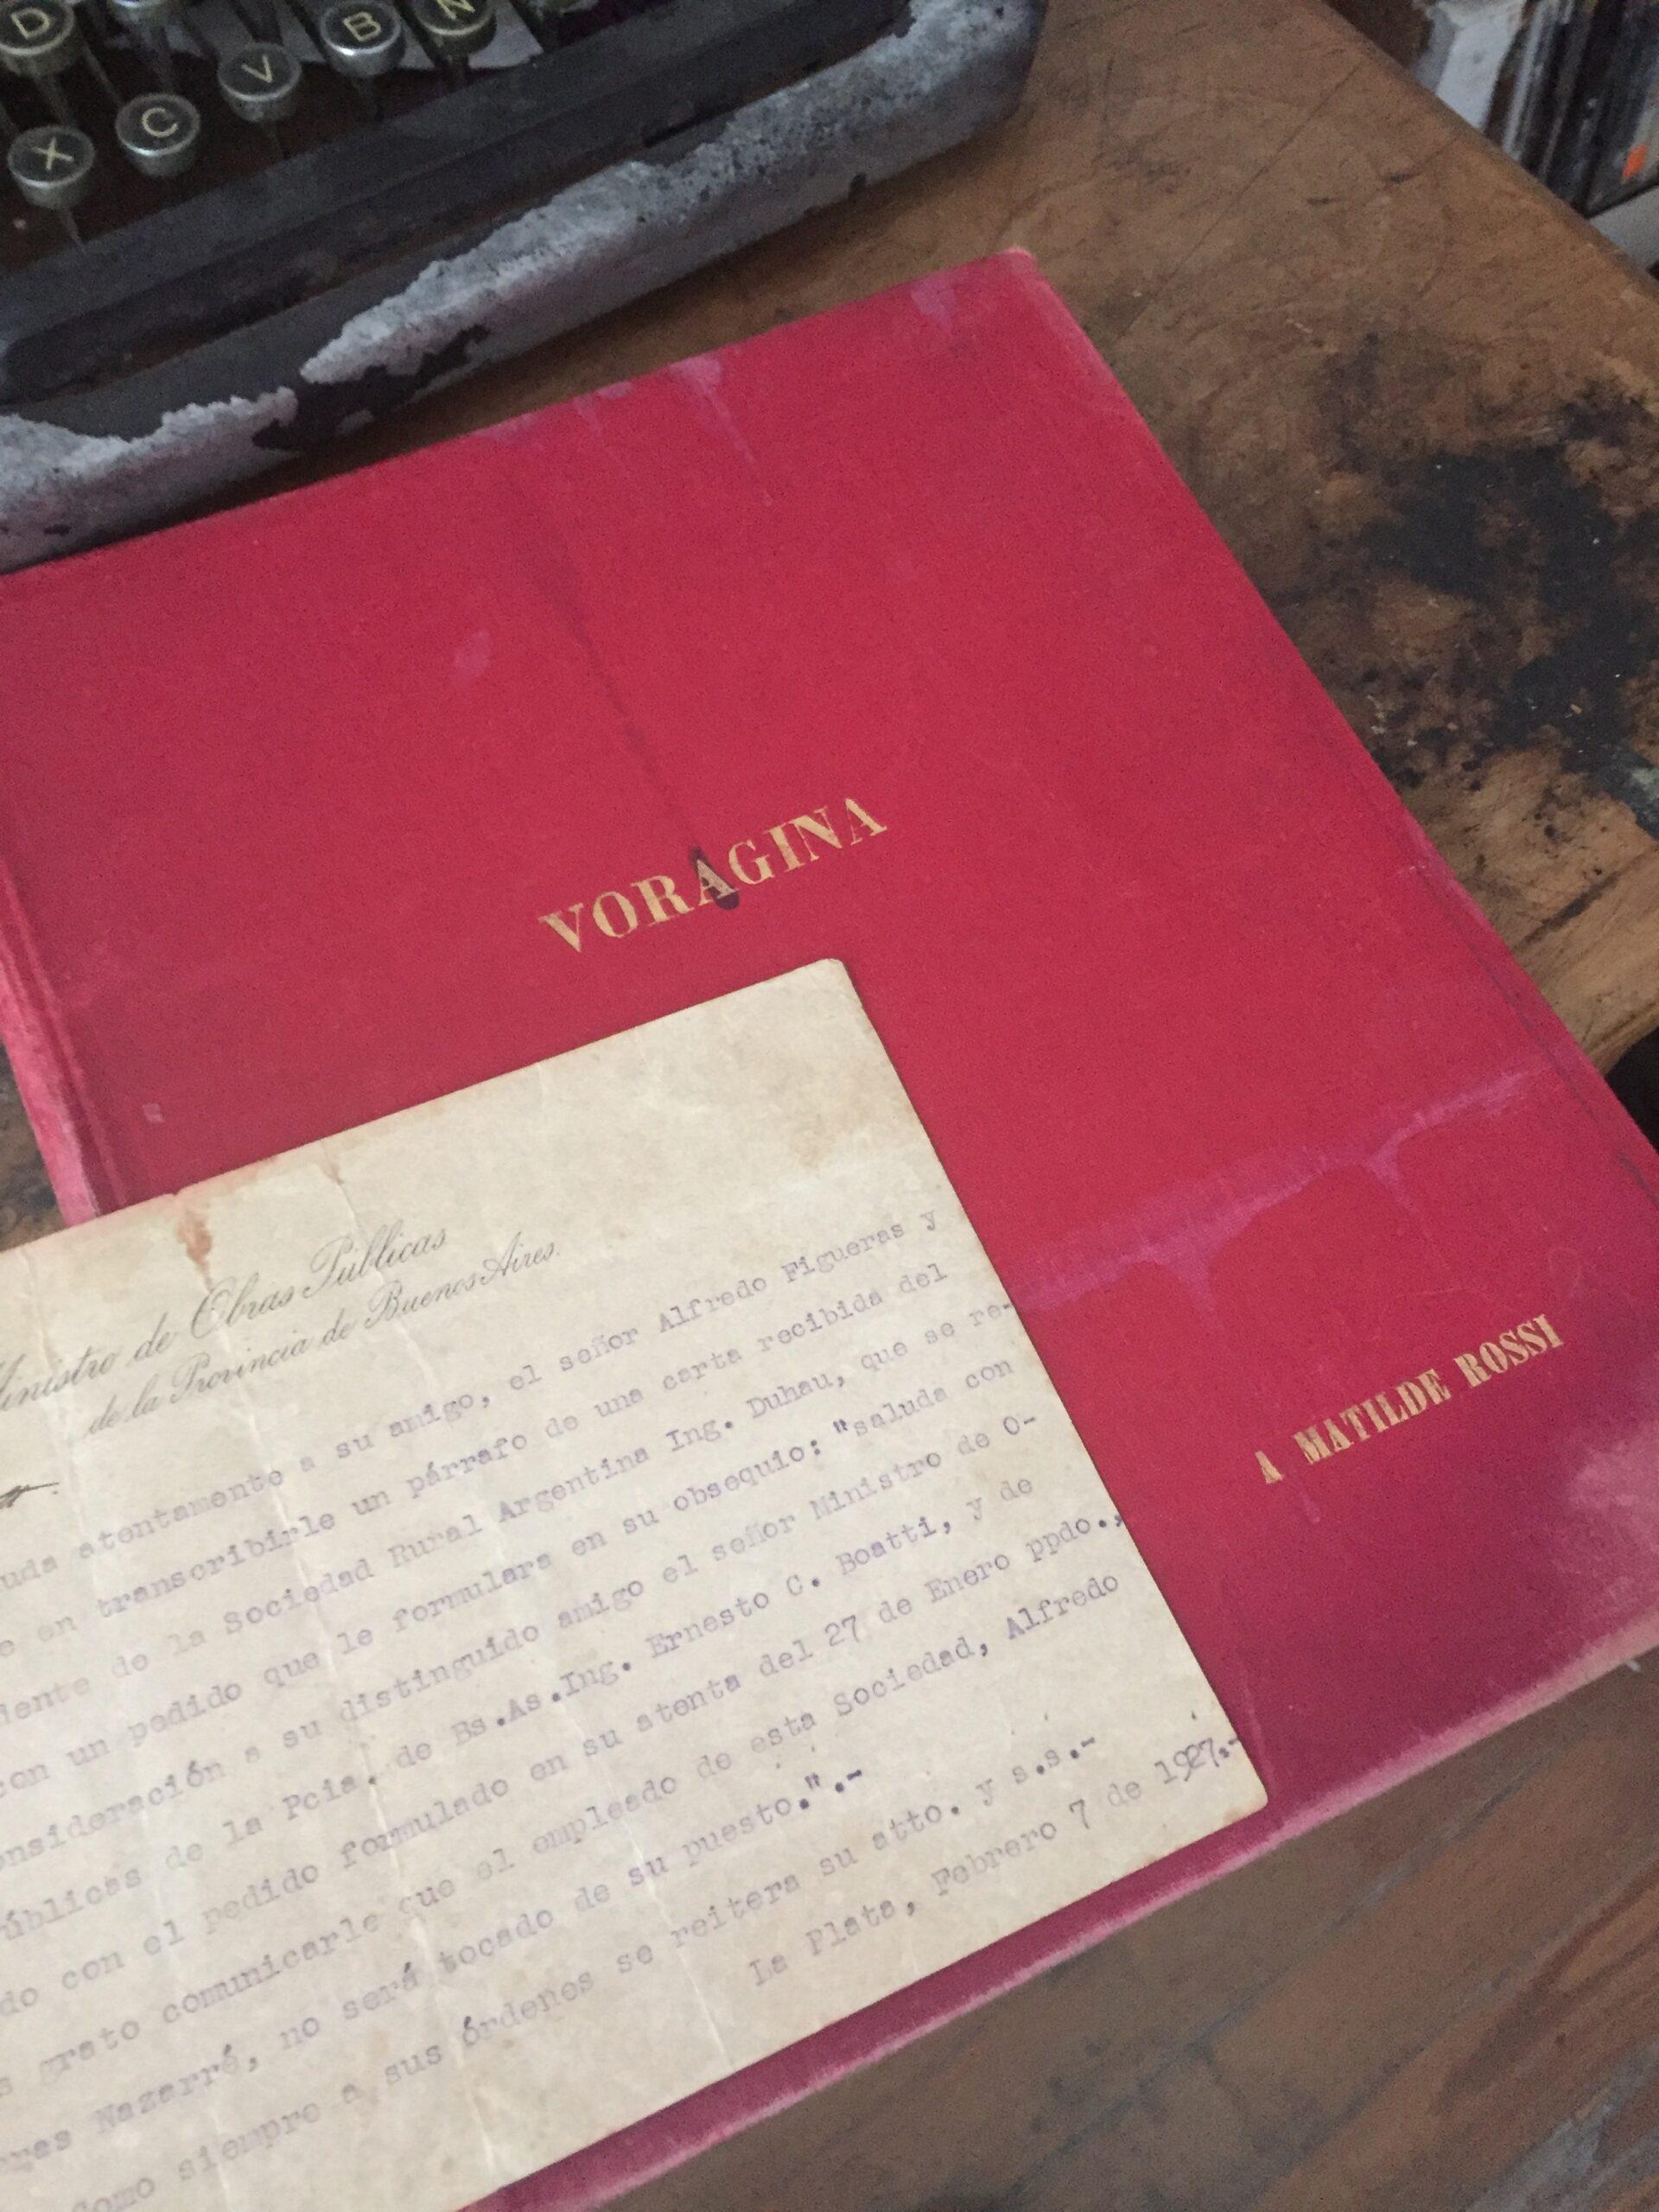 D
B
N
V
C
X
VORAGINA
A MATILDE ROSSI
Ministro de Obras Públicas
de la Provincia de Buenos Aires.
uda atentamente a su amigo, el señor Alfredo Figueras y
e en transcribirle un párrafo de una carta recibida del
dente de la Sociedad Rural Argentina Ing. Duhau, que se re-
con un pedido que le formulara en su obsequio: "saluda con
onsideración a su distinguido amigo el señor Ministro de O-
úblicas de la Pcia. de Bs.As.Ing. Ernesto C. Boatti, y de
do con el pedido formulado en su atenta del 27 de Enero ppdo.,
s grato comunicarle que el empleado de esta Sociedad, Alfredo
ras Nazarré, no será tocado de su puesto.".-
Como siempre a sus órdenes se reitera su atto. y s.s.-
La Plata, Febrero 7 de 1927.-